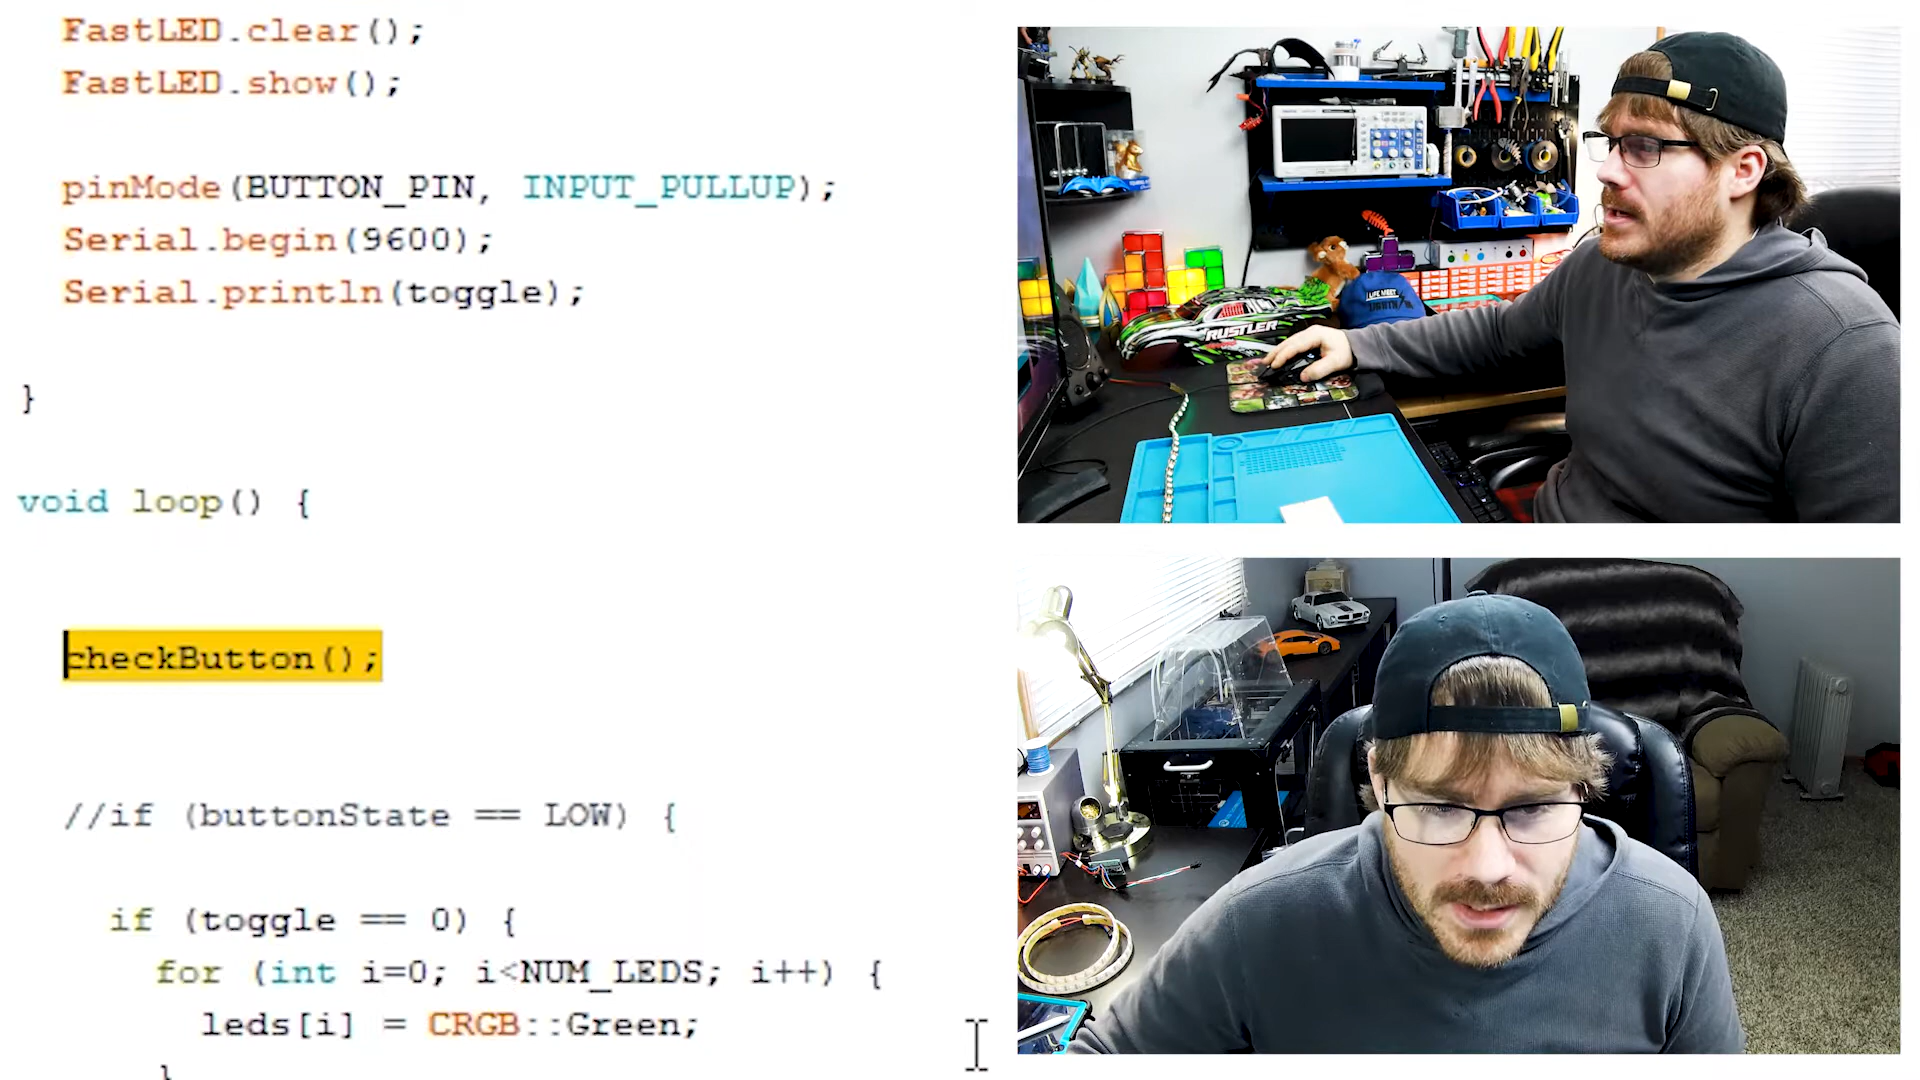 FastLED.clear();
FastLED.show();
pinMode(BUTTON_PIN, INPUT_PULLUP);
Serial.begin(9600);
Serial.println(toggle);
}
void loop() {
checkButton();
//if (buttonState == LOW) {
if (toggle == 0) {
for (int i=0; i<NUM_LEDS; i++) {
leds[i] = CRGB::Green;
}
RUSTLER